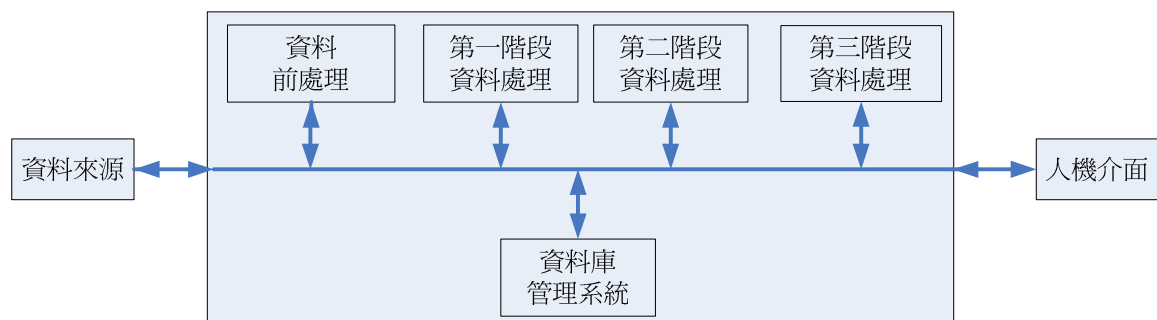 資料
前處理
第一階段
資料處理
第二階段
資料處理
第三階段
資料處理
資料來源
人機介面
資料庫
管理系統